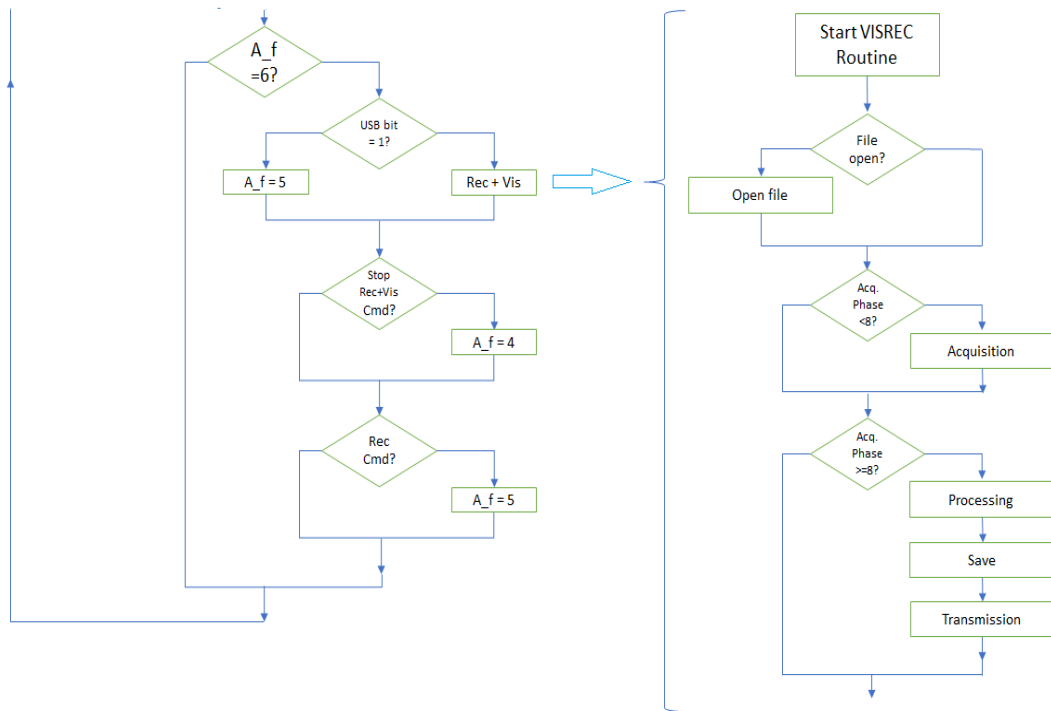 A_f
=6?
USB bit
= 1?
A_f = 5
Rec + Vis
Stop
Rec+Vis
Cmd?
A_f = 4
Rec
Cmd?
A_f = 5
Start VISREC
Routine
File
open?
Open file
Acq.
Phase
<8?
Acquisition
Acq.
Phase
>=8?
Processing
Save
Transmission